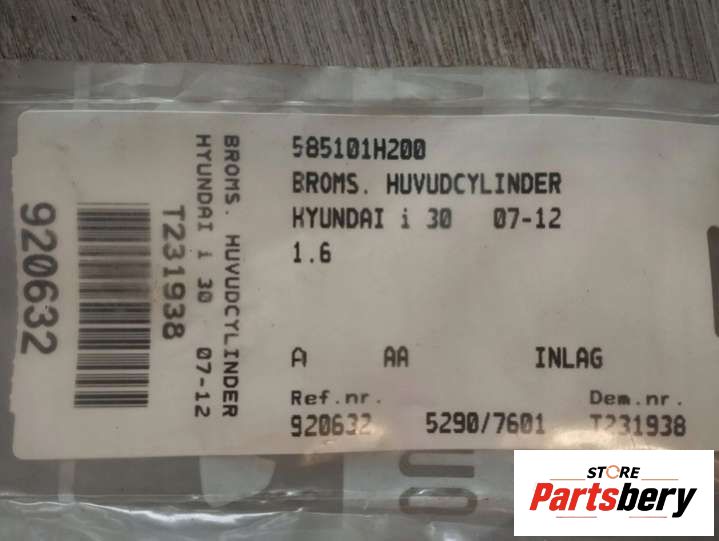 585101H200
BROMS. HUVUDCYLINDER
HYUNDAI i 30 07-12
1.6
A AA INLAG
Ref.nr. Dem.nr.
920632 5290/7601 T231938
BROMS. HUVUDCYLINDER
HYUNDAI i 30 07-12
T231938
920632
STORE
Partsbery